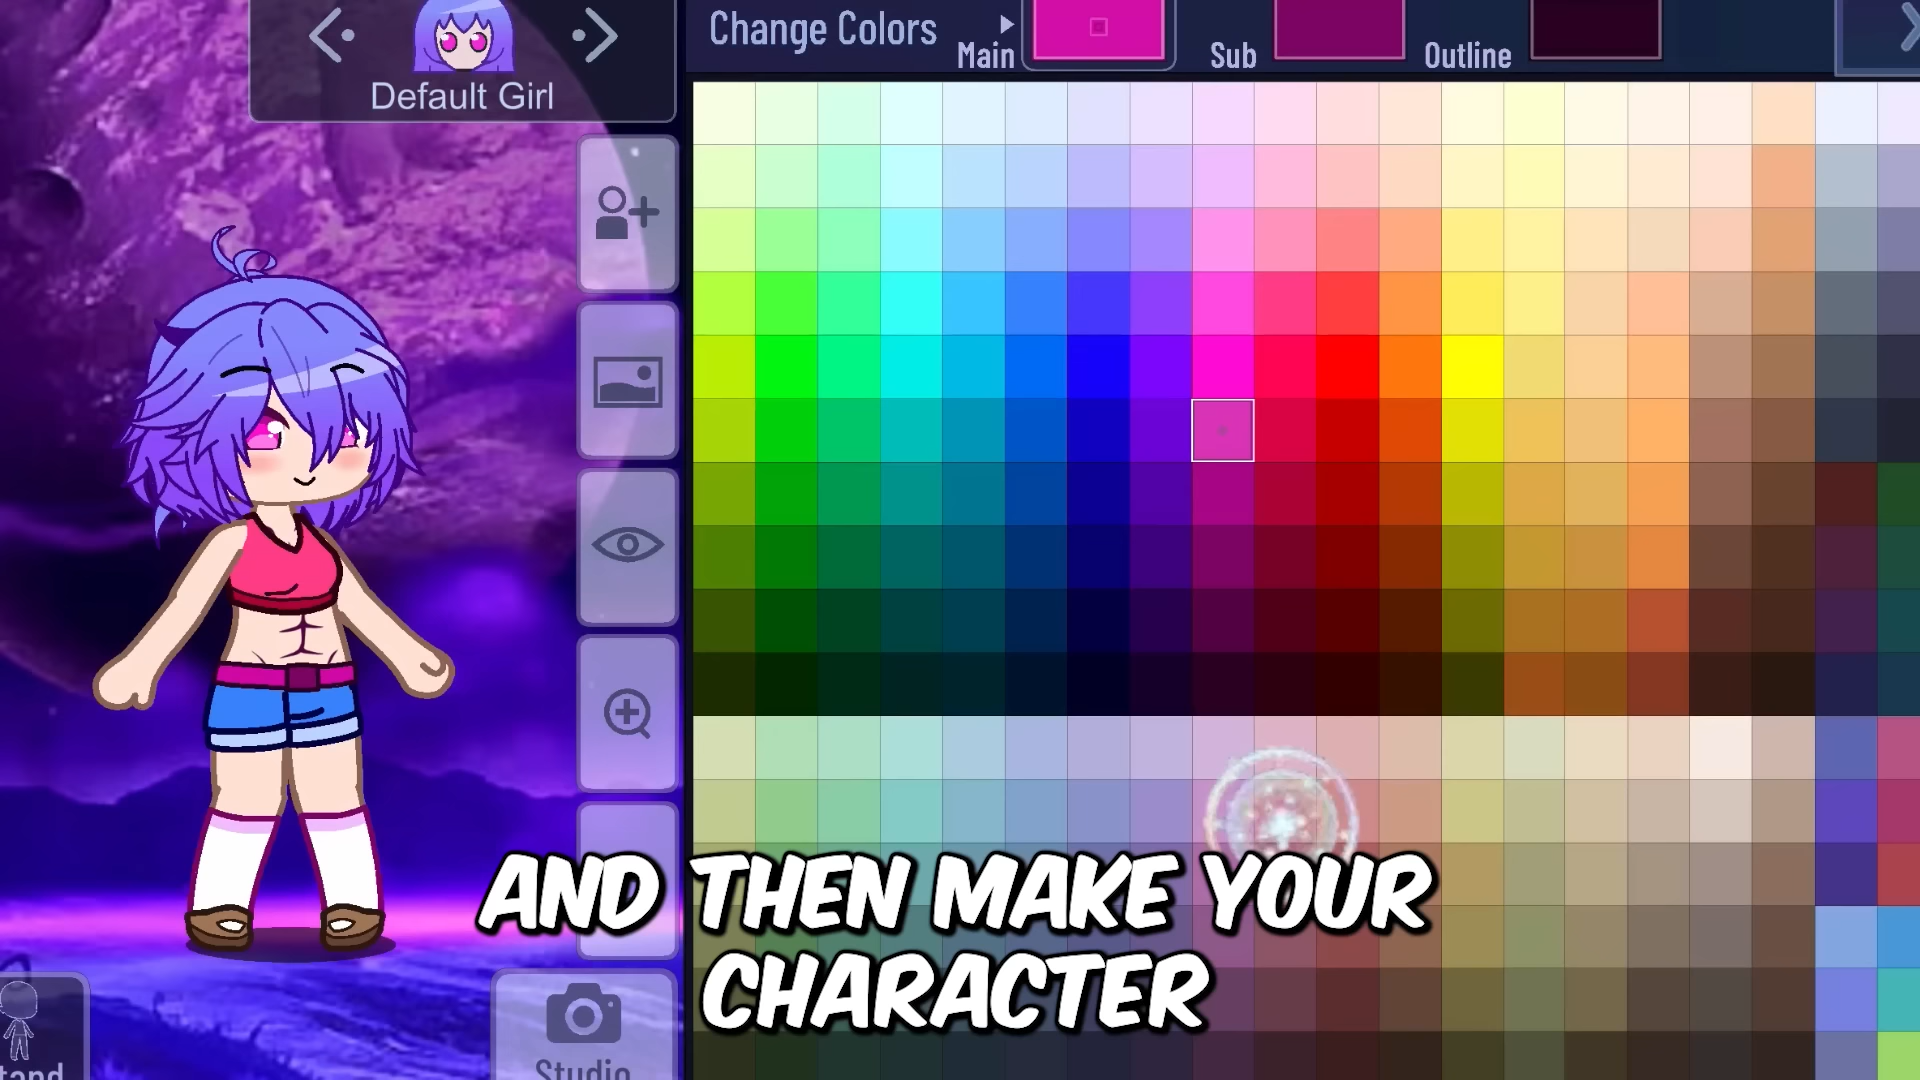 Default Girl
Change Colors
Main
Sub
Outline
AND THEN MAKE YOUR
CHARACTER
Studio